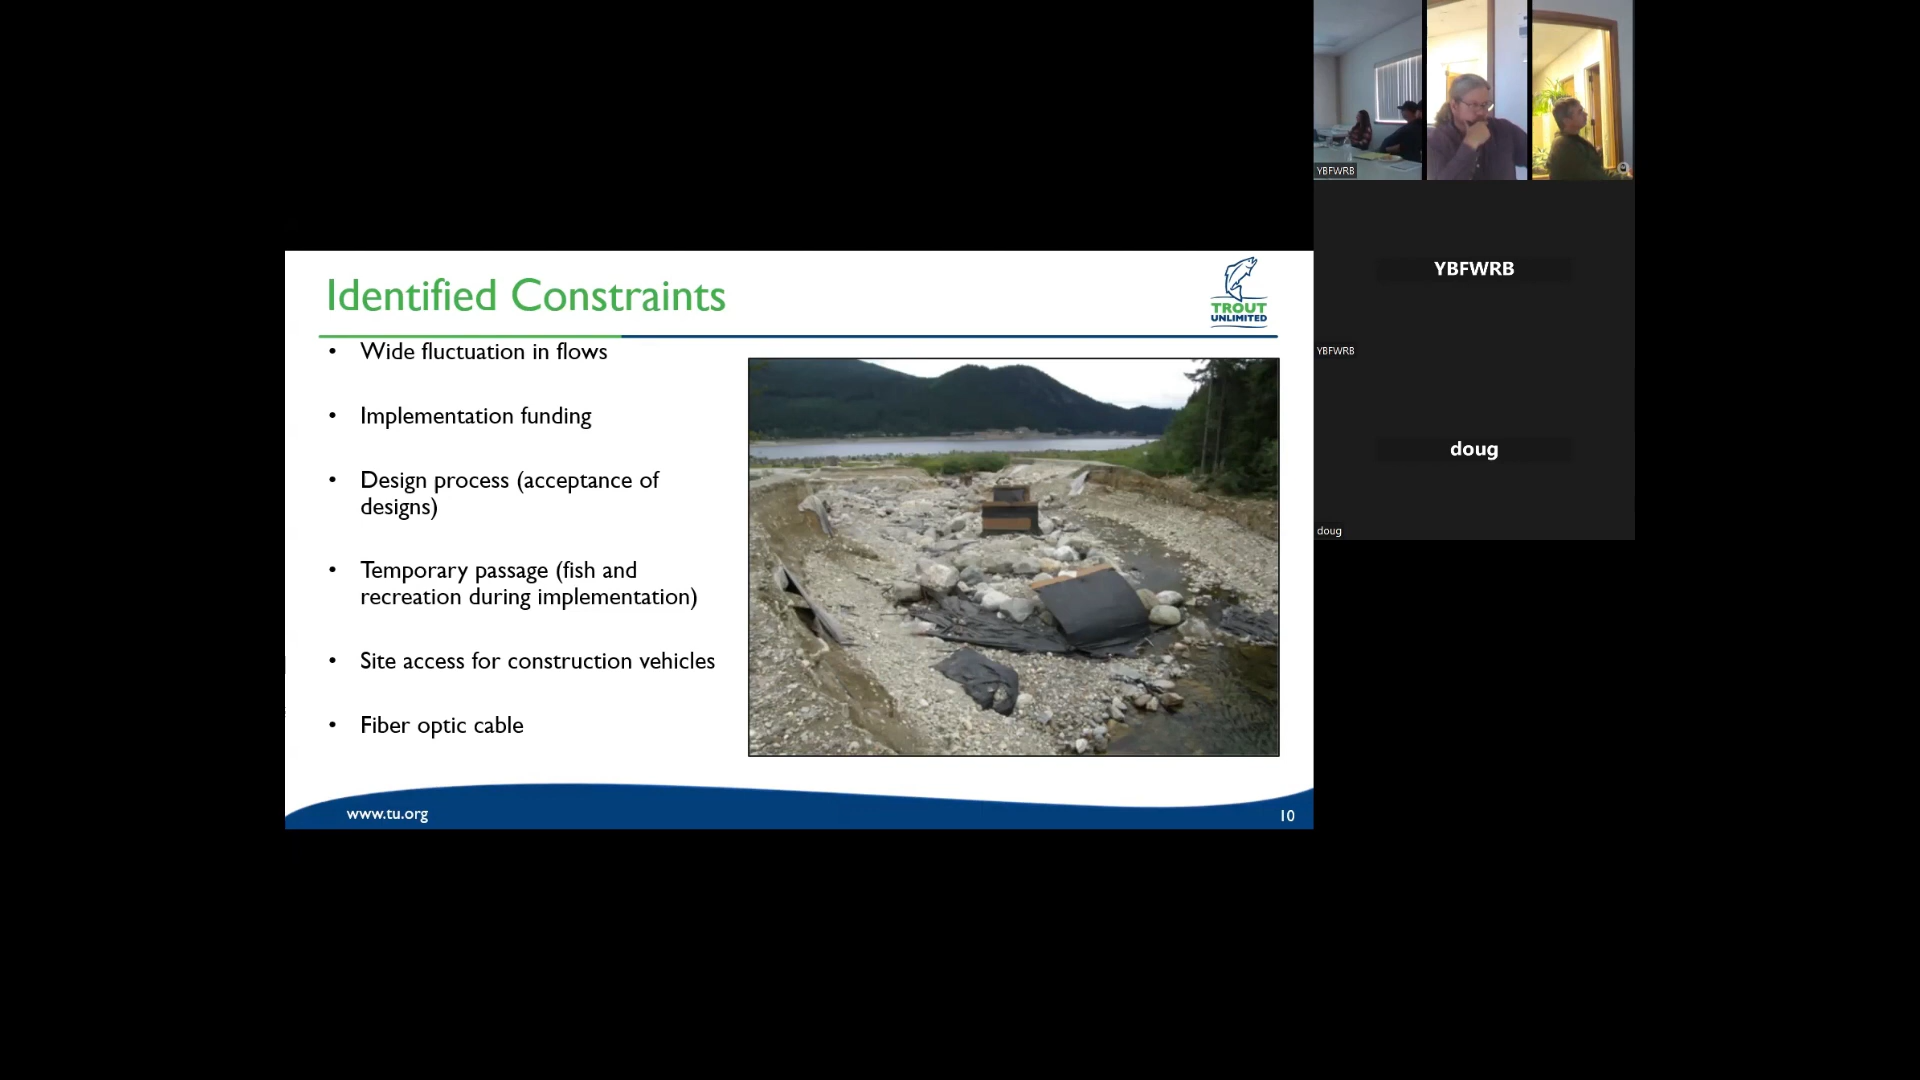 Identified Constraints
TROUT
UNLIMITED
• Wide fluctuation in flows
• Implementation funding
• Design process (acceptance of
designs)
• Temporary passage (fish and
recreation during implementation)
• Site access for construction vehicles
• Fiber optic cable
www.tu.org
10
YBFWRB
YBFWRB
YBFWRB
doug
doug